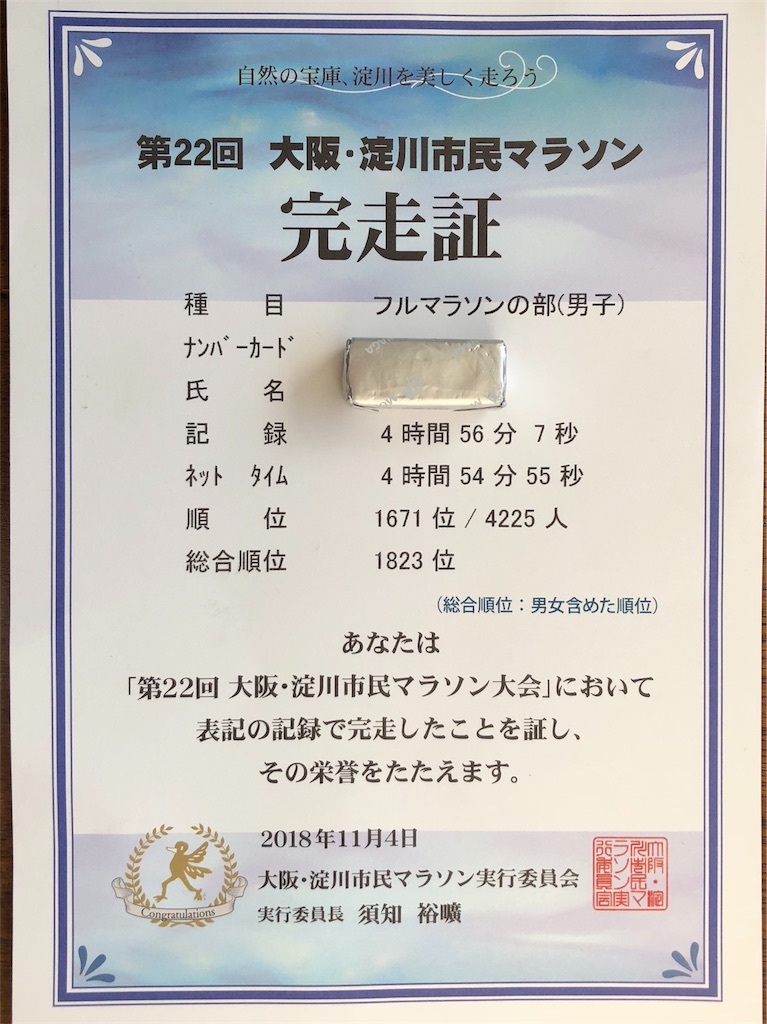 自然の宝庫、淀川を美しく走ろう
第22回 大阪・淀川市民マラソン
完走証
種 目 フルマラソンの部(男子)
ﾅﾝﾊﾞｰｶｰﾄﾞ
氏 名
記 録 4 時間 56 分 7 秒
ﾈｯﾄ ﾀｲﾑ 4 時間 54 分 55 秒
順 位 1671 位 / 4225 人
総合順位 1823 位
(総合順位：男女含めた順位)
あなたは
「第22回 大阪・淀川市民マラソン大会」において
表記の記録で完走したことを証し、
その栄誉をたたえます。
2018年11月4日
大阪・淀川市民マラソン実行委員会
実行委員長 須知 裕曠
Congratulations